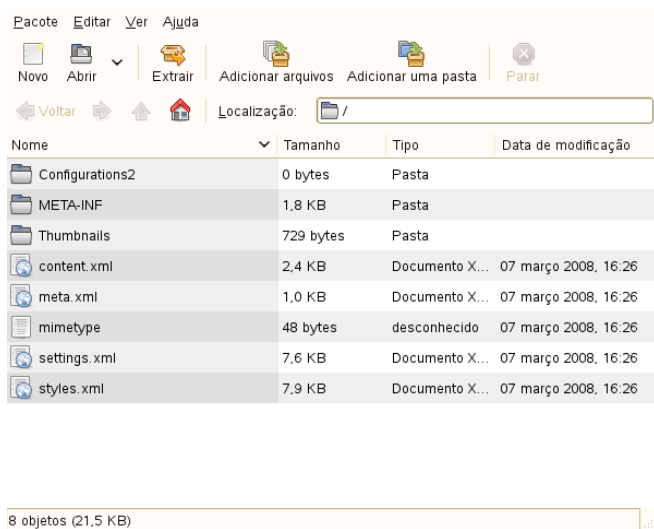 Pacote Editar Ver Ajuda
Novo Abrir Extrair Adicionar arquivos Adicionar uma pasta Parar
Voltar Localização: /
Nome Tamanho Tipo Data de modificação
Configurations2 0 bytes Pasta
META-INF 1,8 KB Pasta
Thumbnails 729 bytes Pasta
content.xml 2,4 KB Documento X... 07 março 2008, 16:26
meta.xml 1,0 KB Documento X... 07 março 2008, 16:26
mimetype 48 bytes desconhecido 07 março 2008, 16:26
settings.xml 7,6 KB Documento X... 07 março 2008, 16:26
styles.xml 7,9 KB Documento X... 07 março 2008, 16:26
8 objetos (21,5 KB)